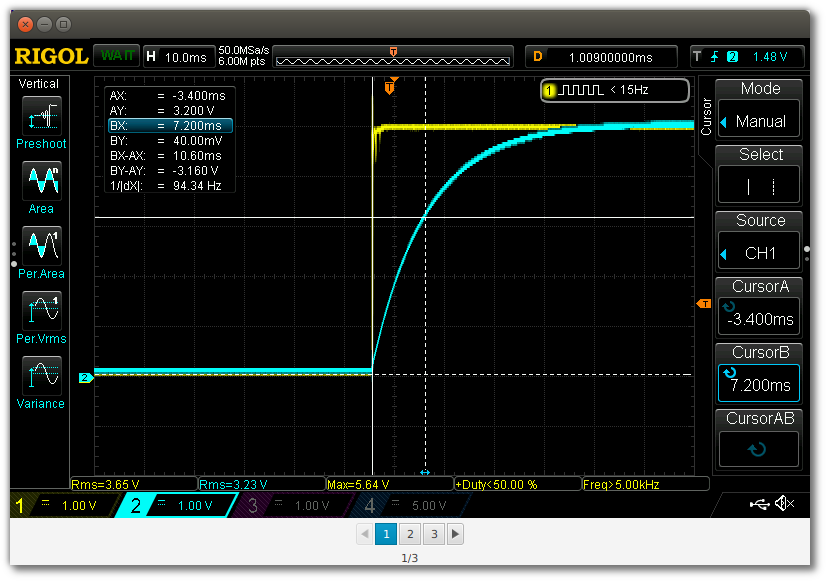 RIGOL WAIT H 10.0ms 50.0MSa/s 6.00M pts T D 1.00900000ms T 2 1.48 V
Vertical
Preshoot
Area
Per.Area
Per.Vrms
Variance
AX: = -3.400ms
AY: = 3.200 V
BX: = 7.200ms
BY: = 40.00mV
BX-AX: = 10.60ms
BY-AY: = -3.160 V
1/|dX|: = 94.34 Hz
T
1 < 15Hz
T
2
Cursor
Mode
Manual
Select
Source
CH1
CursorA
-3.400ms
CursorB
7.200ms
CursorAB
Rms=3.65 V Rms=3.23 V Max=5.64 V +Duty<50.00 % Freq>5.00kHz
1 = 1.00 V 2 = 1.00 V 3 = 1.00 V 4 = 5.00 V
1 2 3
1/3